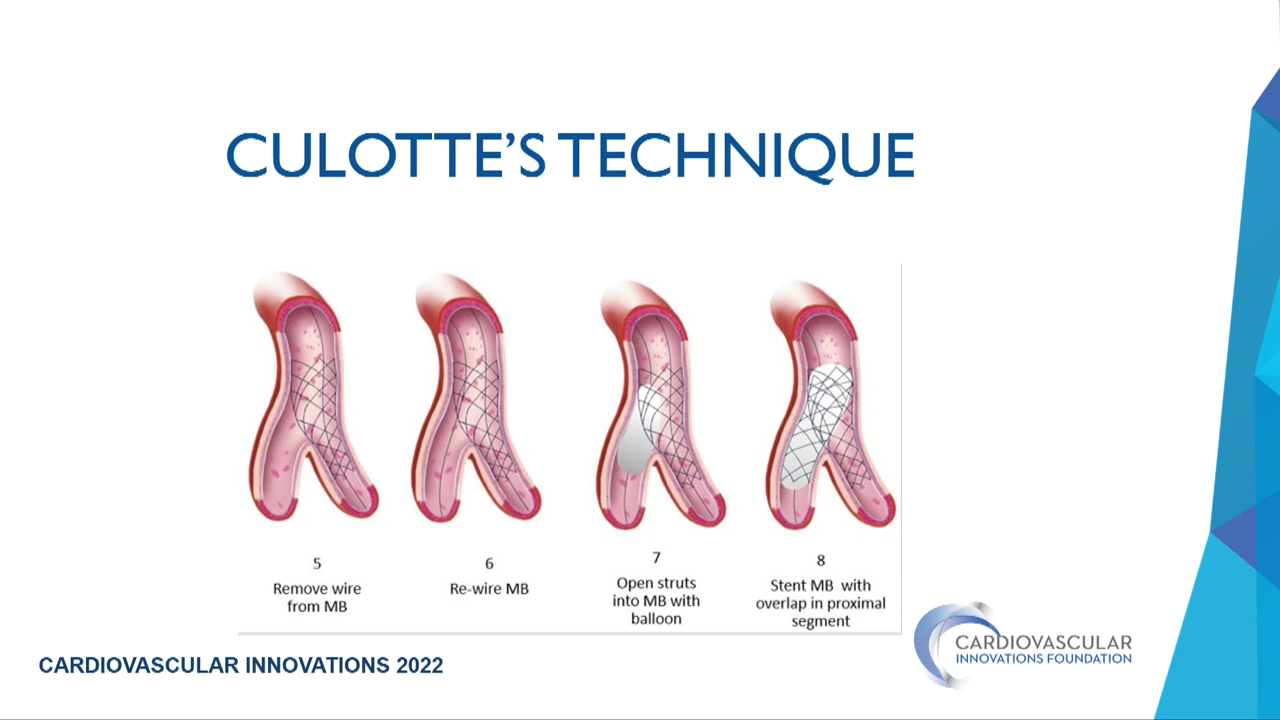 CULOTTE’S TECHNIQUE
5
Remove wire
from MB
6
Re-wire MB
7
Open struts
into MB with
balloon
8
Stent MB with
overlap in proximal
segment
CARDIOVASCULAR
INNOVATIONS FOUNDATION
CARDIOVASCULAR INNOVATIONS 2022